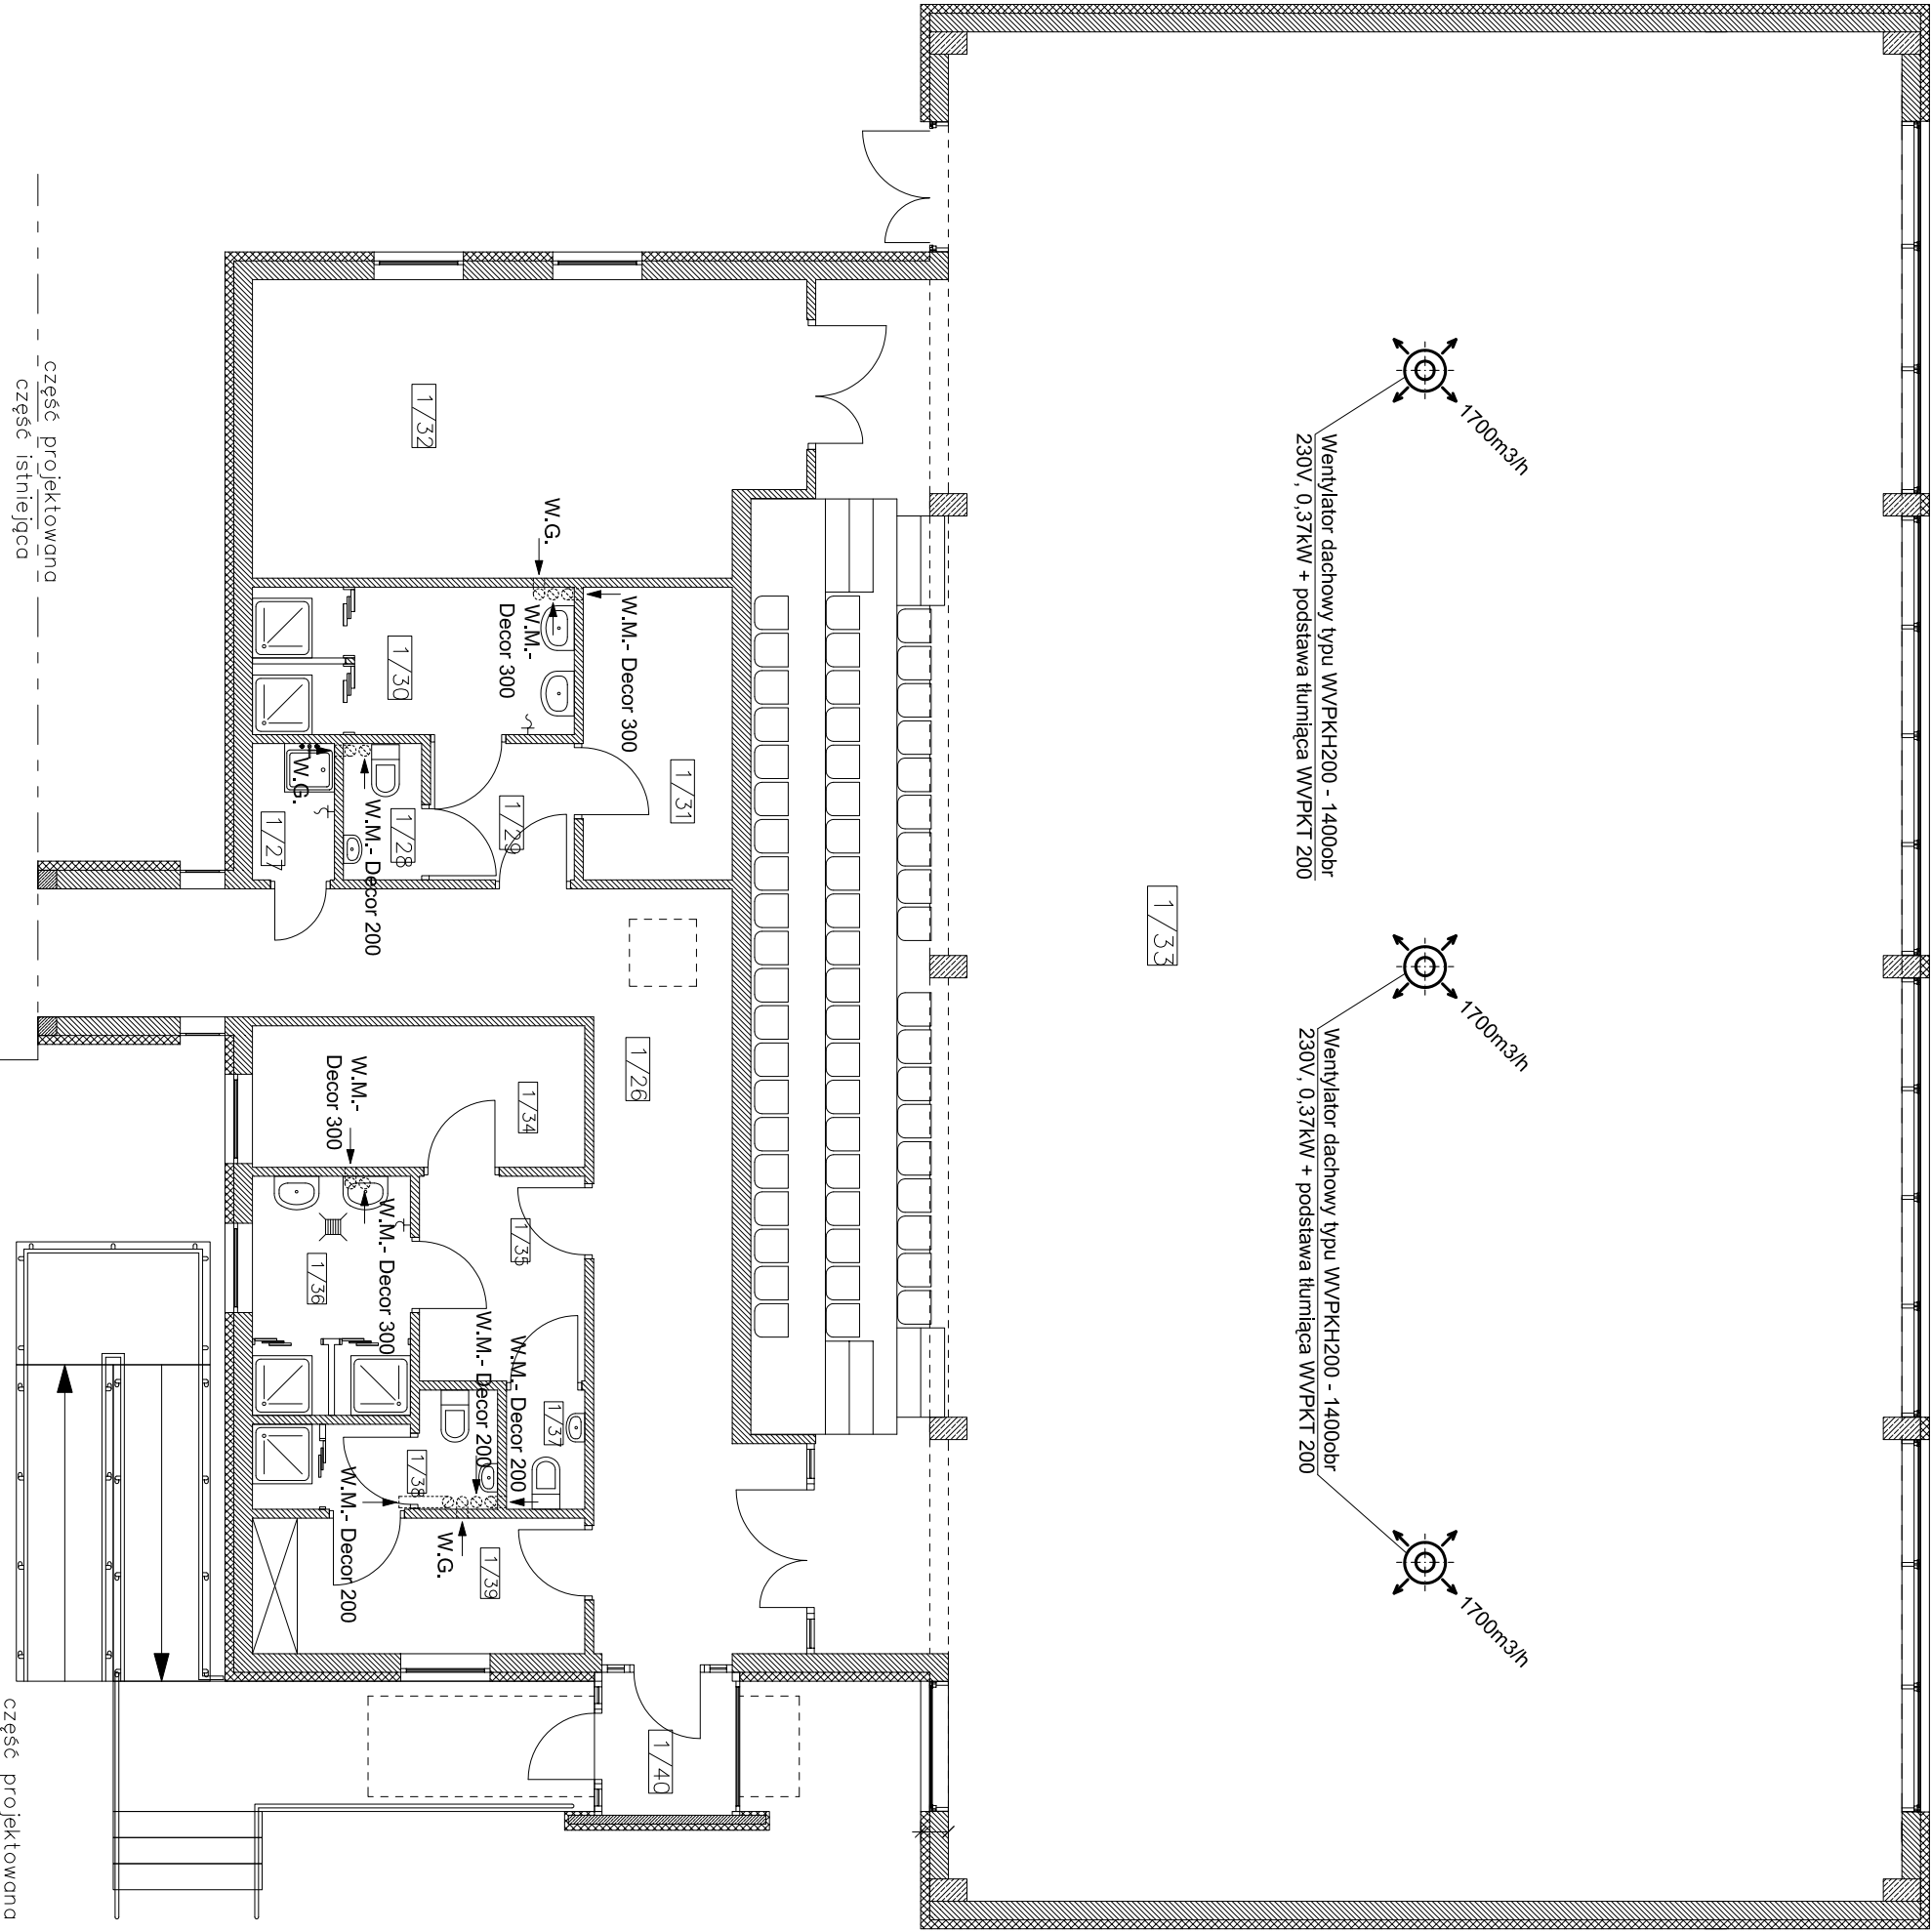 1700m3/h
Wentylator dachowy typu WVPKH200 - 1400obr
230V, 0,37kW + podstawa tłumiąca WVPKT 200
1700m3/h
Wentylator dachowy typu WVPKH200 - 1400obr
230V, 0,37kW + podstawa tłumiąca WVPKT 200
1700m3/h
1/33
1/32
W.G.
W.M.- Decor 300
W.M.-
Decor 300
1/30
1/31
1/29
1/28
W.M.- Decor 200
W.G.
1/27
1/26
1/34
W.M.-
Decor 300
1/35
W.M.- Decor 300
1/36
W.M.- Decor 200
W.M.- Decor 200
1/37
1/38
W.M.- Decor 200
W.G.
1/39
1/40
część projektowana
część istniejąca
część projektowana